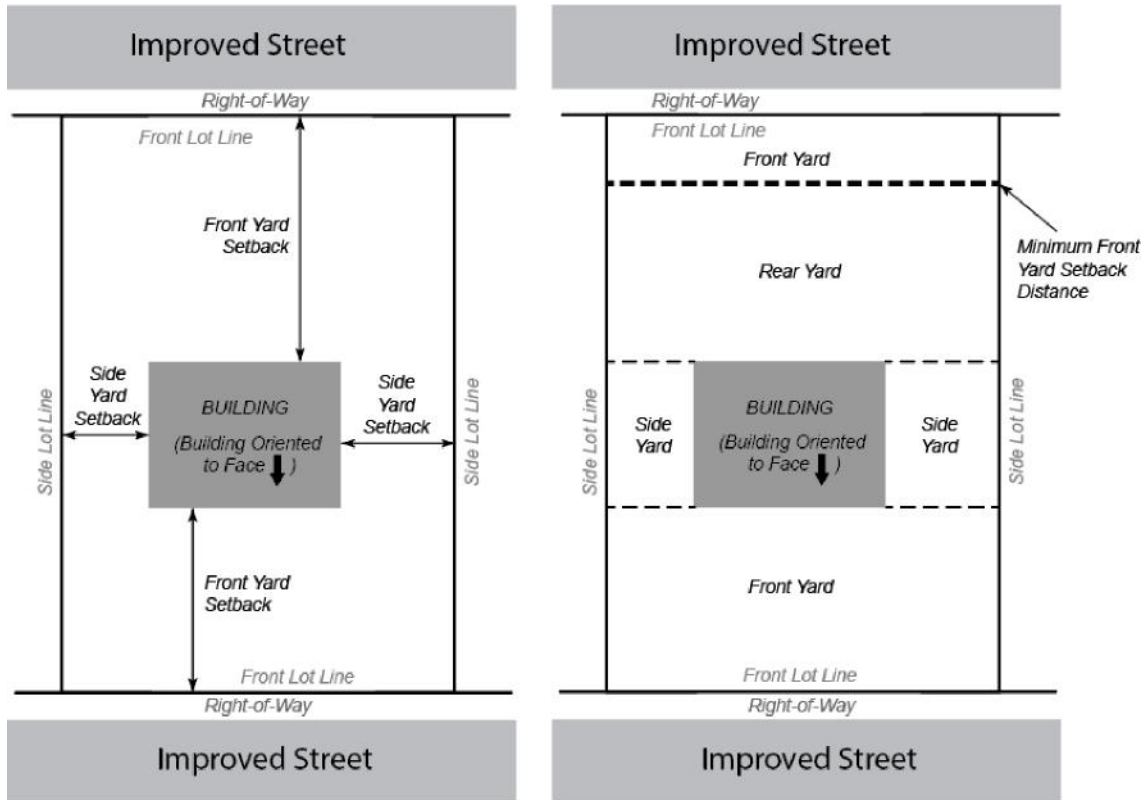 Improved Street
Right-of-Way
Front Lot Line
Front Yard
Setback
Side
Yard
Setback
Side
Yard
Setback
Side Lot Line
Side Lot Line
BUILDING
(Building Oriented
to Face )
Front Yard
Setback
Front Lot Line
Right-of-Way
Improved Street
Improved Street
Right-of-Way
Front Lot Line
Front Yard
Minimum Front
Yard Setback
Distance
Rear Yard
Side Lot Line
Side
Yard
BUILDING
(Building Oriented
to Face )
Side
Yard
Side Lot Line
Front Yard
Front Lot Line
Right-of-Way
Improved Street